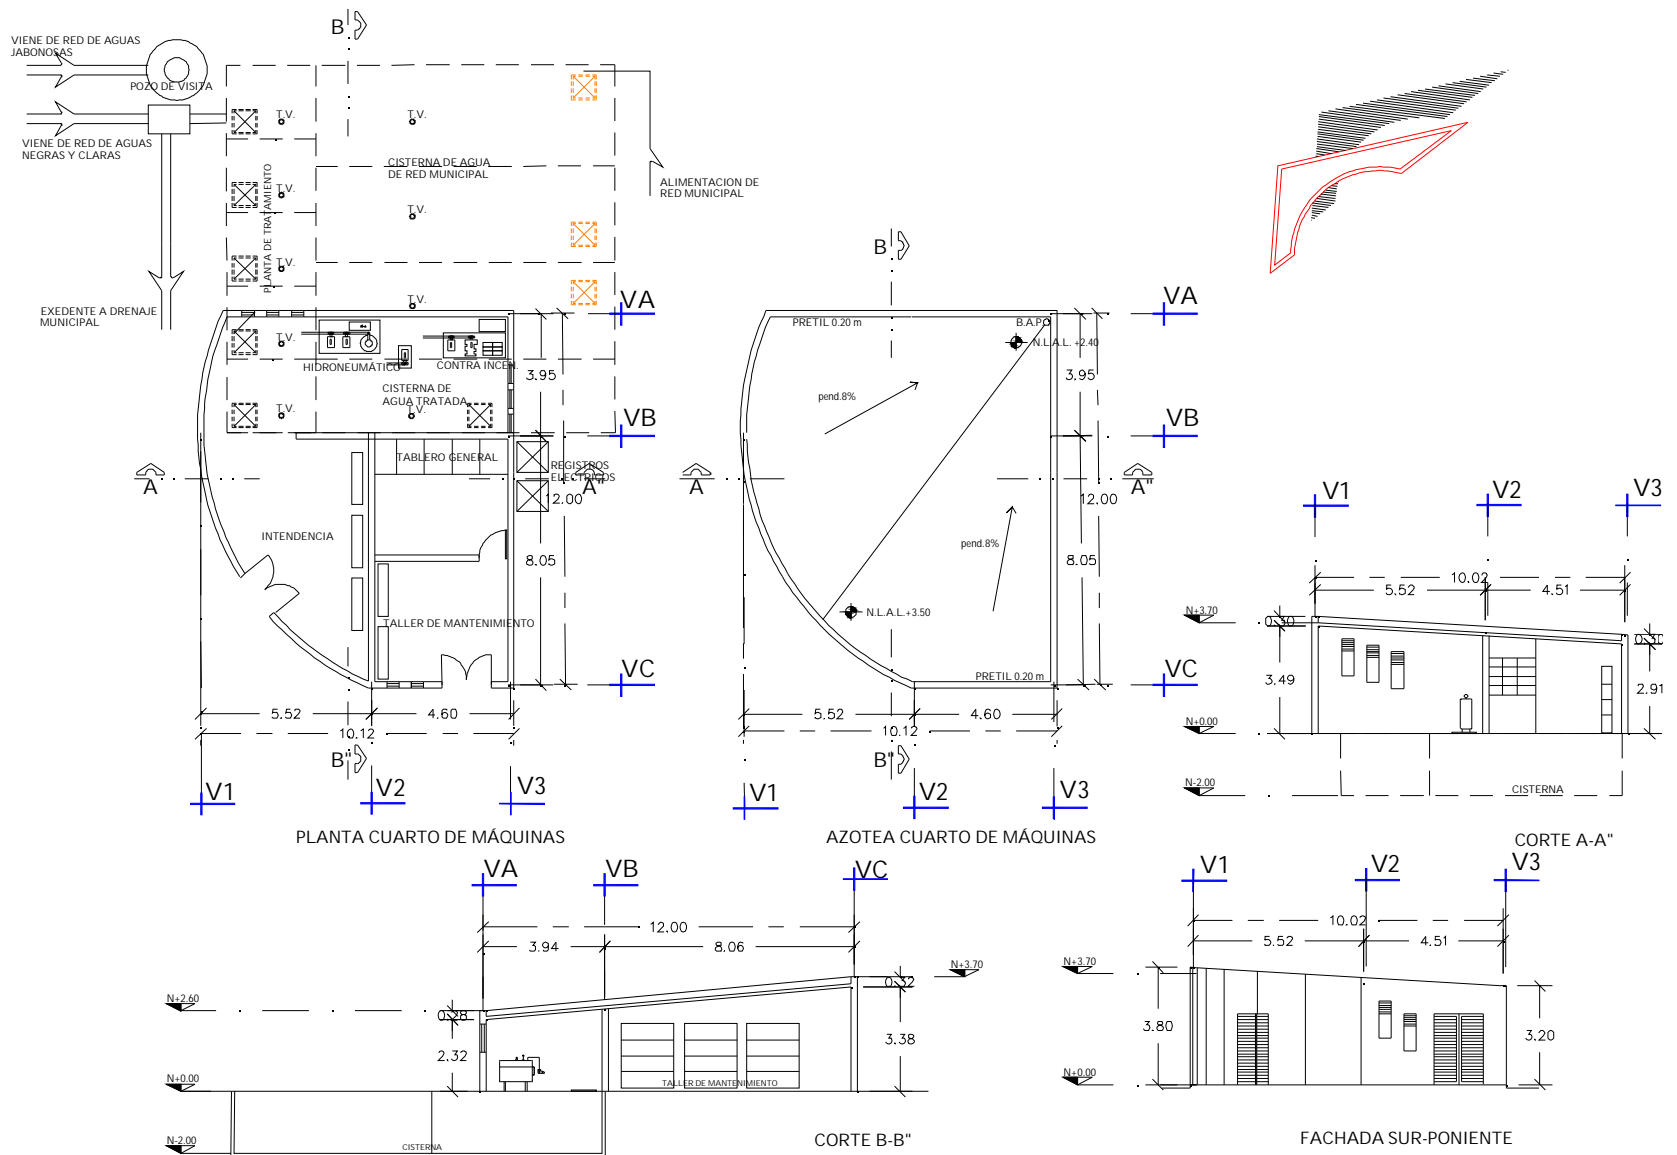 B
VIENE DE RED DE AGUAS
JABONOSAS
POZO DE VISITA
VIENE DE RED DE AGUAS
NEGRAS Y CLARAS
T.V.
T.V.
CISTERNA DE AGUA
DE RED MUNICIPAL
PLANTA DE TRATAMIENTO
T.V.
T.V.
ALIMENTACION DE
RED MUNICIPAL
T.V.
T.V.
EXEDENTE A DRENAJE
MUNICIPAL
T.V.
HIDRONEUMÁTICO
CONTRA INCEN.
CISTERNA DE
AGUA TRATADA
T.V.
T.V.
VA
3.95
VB
TABLERO GENERAL
REGISTROS
ELECTRICOS
A
A"
12.00
INTENDENCIA
8.05
TALLER DE MANTENIMIENTO
VC
5.52
4.60
10.12
B"
V1
V2
V3
PLANTA CUARTO DE MÁQUINAS
B
VA
PRETIL 0.20 m
B.A.P.
N.L.A.L. +2.40
3.95
pend.8%
VB
A
A"
12.00
pend.8%
8.05
N.L.A.L.+3.50
PRETIL 0.20 m
VC
5.52
4.60
10.12
B"
V1
V2
V3
AZOTEA CUARTO DE MÁQUINAS
V1
V2
V3
10.02
5.52
4.51
N+3.70
0.30
0.30
3.49
2.91
N+0.00
N-2.00
CISTERNA
CORTE A-A"
VA
VB
VC
12.00
3.94
8.06
N+3.70
0.32
N+2.60
0.28
2.32
3.38
N+0.00
TALLER DE MANTENIMIENTO
N-2.00
CISTERNA
CORTE B-B"
V1
V2
V3
10.02
5.52
4.51
N+3.70
3.80
3.20
N+0.00
FACHADA SUR-PONIENTE